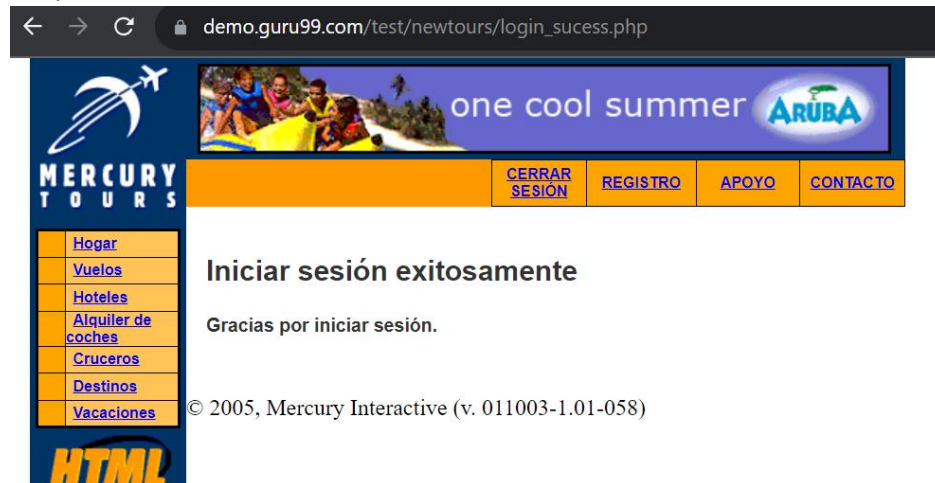 demo.guru99.com/test/newtours/login_sucess.php
one cool summer ARUBA
MERCURY
TOURS
CERRAR
SESIÓN
REGISTRO
APOYO
CONTACTO
Hogar
Vuelos
Hoteles
Alquiler de
coches
Cruceros
Destinos
Vacaciones
Iniciar sesión exitosamente
Gracias por iniciar sesión.
© 2005, Mercury Interactive (v. 011003-1.01-058)
HTML